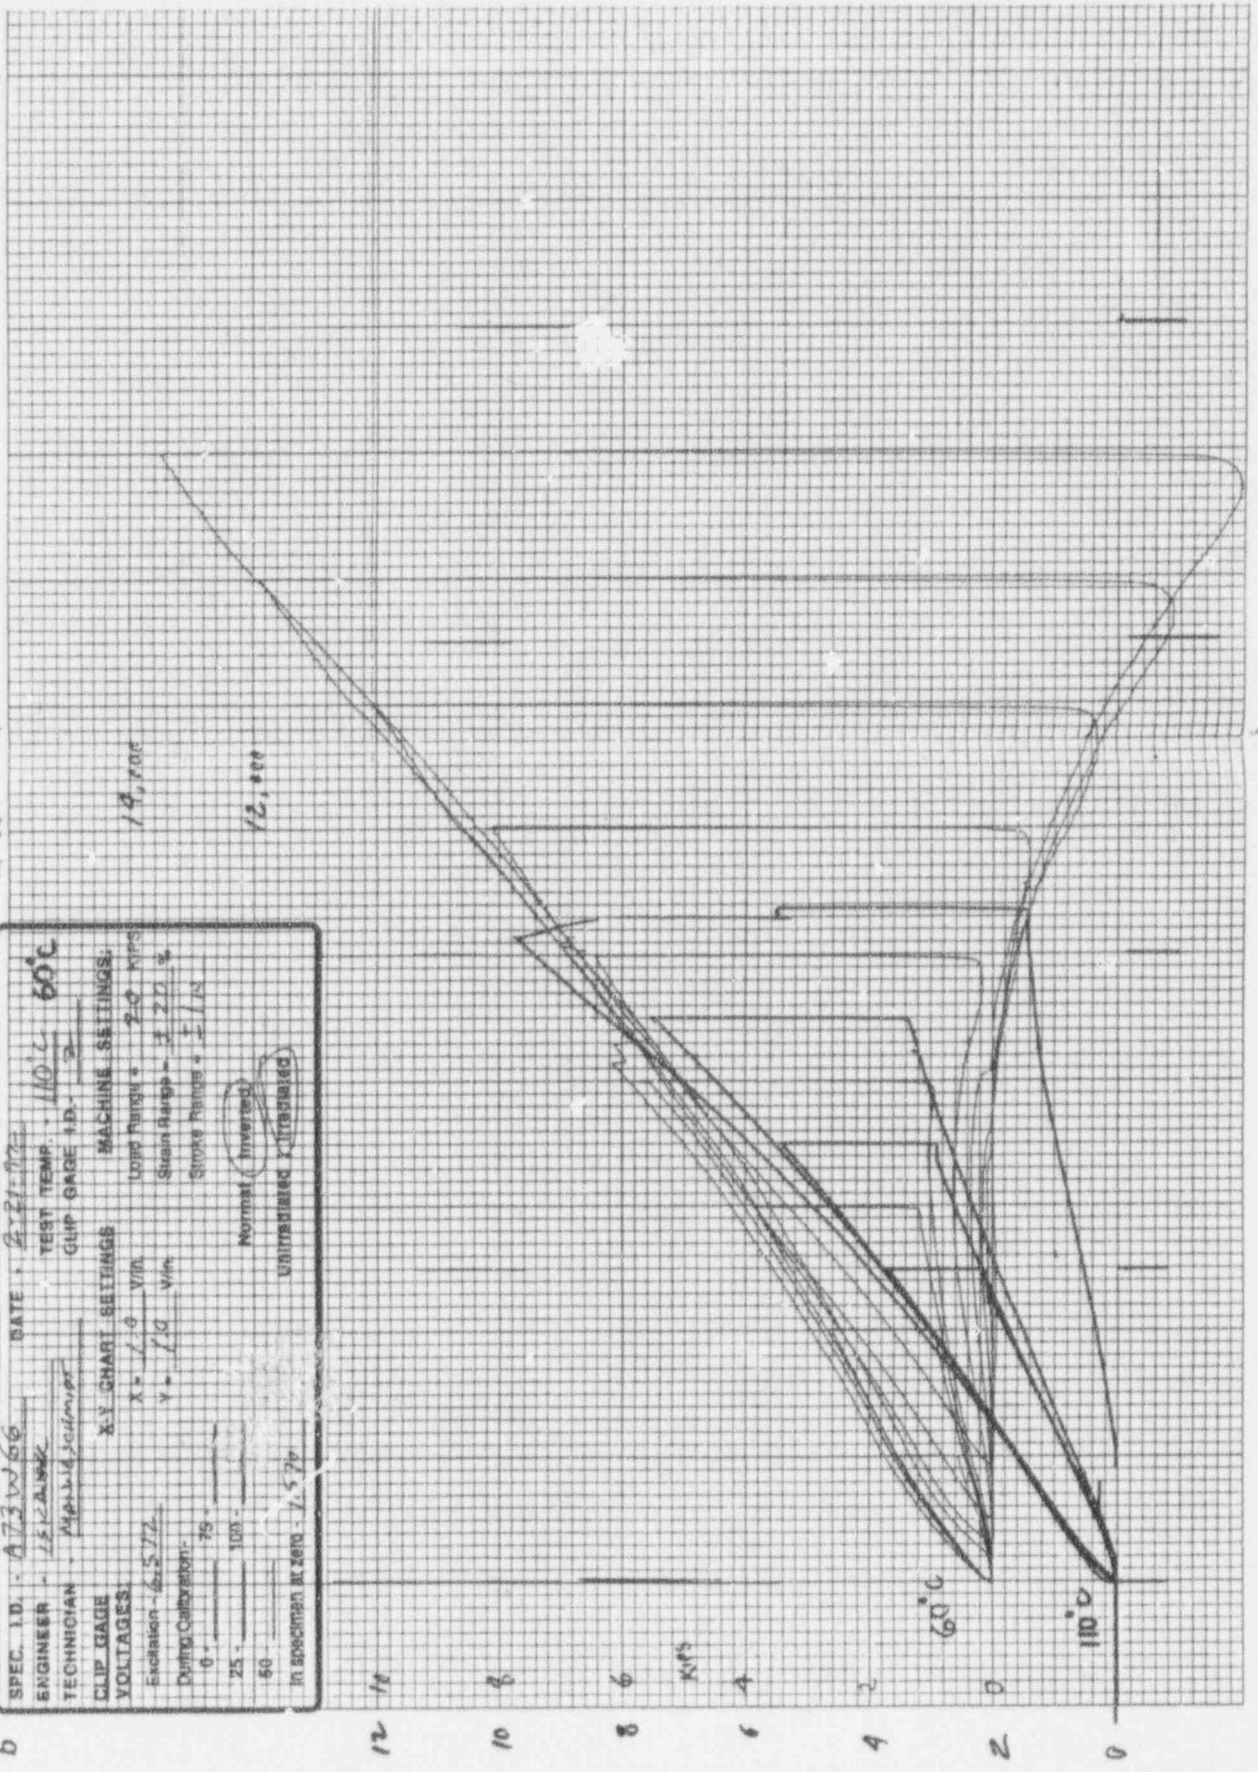 SPEC. I.D. - A73W66 DATE - 2-21-92
ENGINEER - ISKANDER TEST TEMP. - 110°C 60°C
TECHNICIAN - CLIP GAGE I.D. - 2
CLIP GAGE VOLTAGES: X-Y CHART SETTINGS MACHINE SETTINGS:
Excitation - 6.572 X - 1.0 V/in. Load Range = 20 KIPS
During Calibration - Y - 1.0 V/in. Strain Range = ± 20 %
0 - 75 - Stroke Range = ± 1 IN
25 - 100 - Normal Inverted
50 -
In specimen at zero - 1.570 Unirradiated Irradiated
14,000
12,000
12 10
10 8
8 6
KIPS
6 4
4 2
2 0
0
60°C
110°C